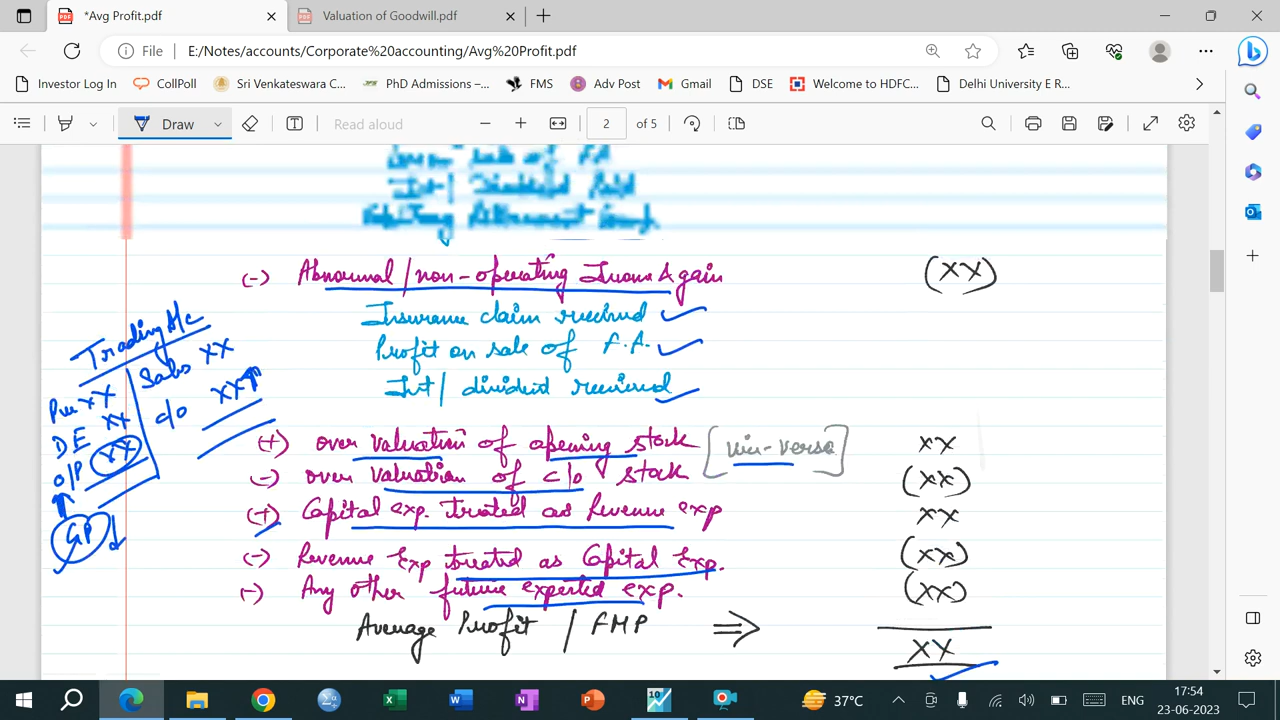 *Avg Profit.pdf
Valuation of Goodwill.pdf
File E:/Notes/accounts/Corporate%20accounting/Avg%20Profit.pdf
Investor Log In CollPoll Sri Venkateswara C... PhD Admissions –... FMS Adv Post Gmail DSE Welcome to HDFC... Delhi University E R...
Draw Read aloud 2 of 5
(-) Abnormal / non-operating Income & gain (XX)
Insurance claim received
Profit on sale of F.A.
Int / dividend received
(+) over valuation of opening stock [vice-versa] XX
(-) over valuation of c/o stock (XX)
(+) Capital exp. treated as Revenue exp XX
(-) Revenue Exp treated as Capital Exp. (XX)
(-) Any other future expected exp. (XX)
Average Profit / FMP ⇒ XX
Trading A/c
Pur XX Sales XX
DE XX c/o XX↑
O/P XX
↑
GP ↓
10
37°C
ENG
17:54
23-06-2023